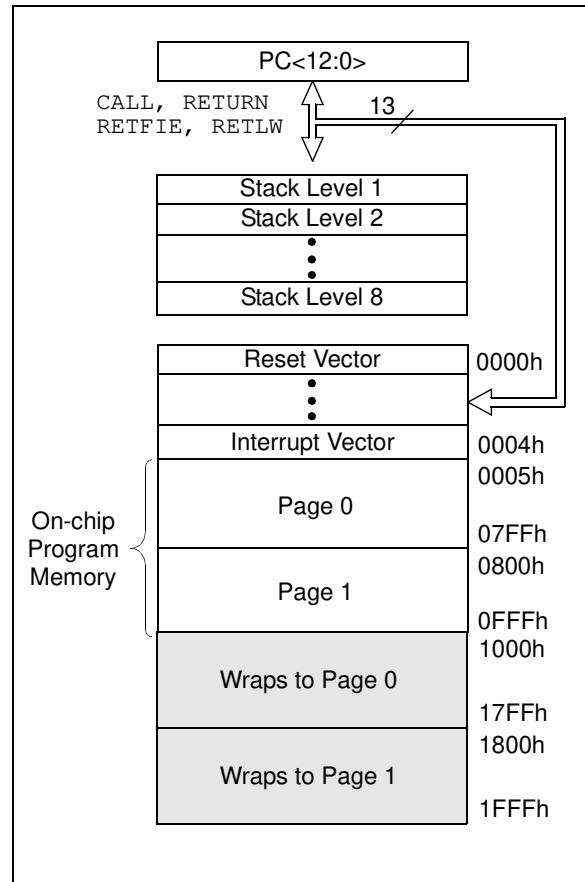 PC<12:0>
CALL, RETURN
RETFIE, RETLW
13
Stack Level 1
Stack Level 2
Stack Level 8
Reset Vector
0000h
Interrupt Vector
0004h
0005h
On-chip
Program
Memory
Page 0
07FFh
0800h
Page 1
0FFFh
1000h
Wraps to Page 0
17FFh
1800h
Wraps to Page 1
1FFFh